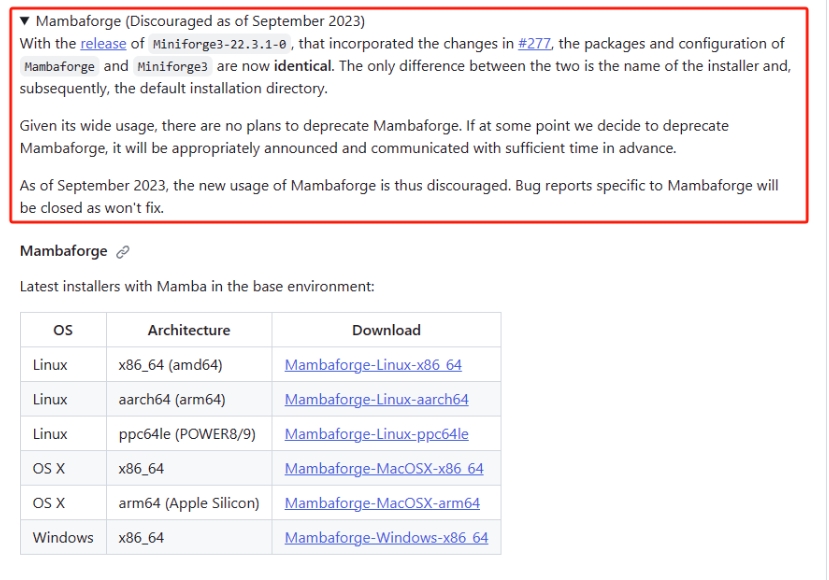 ▼ Mambaforge (Discouraged as of September 2023)
With the release of Miniforge3-22.3.1-0, that incorporated the changes in #277, the packages and configuration of
Mambaforge and Miniforge3 are now identical. The only difference between the two is the name of the installer and,
subsequently, the default installation directory.
Given its wide usage, there are no plans to deprecate Mambaforge. If at some point we decide to deprecate
Mambaforge, it will be appropriately announced and communicated with sufficient time in advance.
As of September 2023, the new usage of Mambaforge is thus discouraged. Bug reports specific to Mambaforge will
be closed as won't fix.
Mambaforge
Latest installers with Mamba in the base environment:
OS Architecture Download
Linux x86_64 (amd64) Mambaforge-Linux-x86_64
Linux aarch64 (arm64) Mambaforge-Linux-aarch64
Linux ppc64le (POWER8/9) Mambaforge-Linux-ppc64le
OS X x86_64 Mambaforge-MacOSX-x86_64
OS X arm64 (Apple Silicon) Mambaforge-MacOSX-arm64
Windows x86_64 Mambaforge-Windows-x86_64